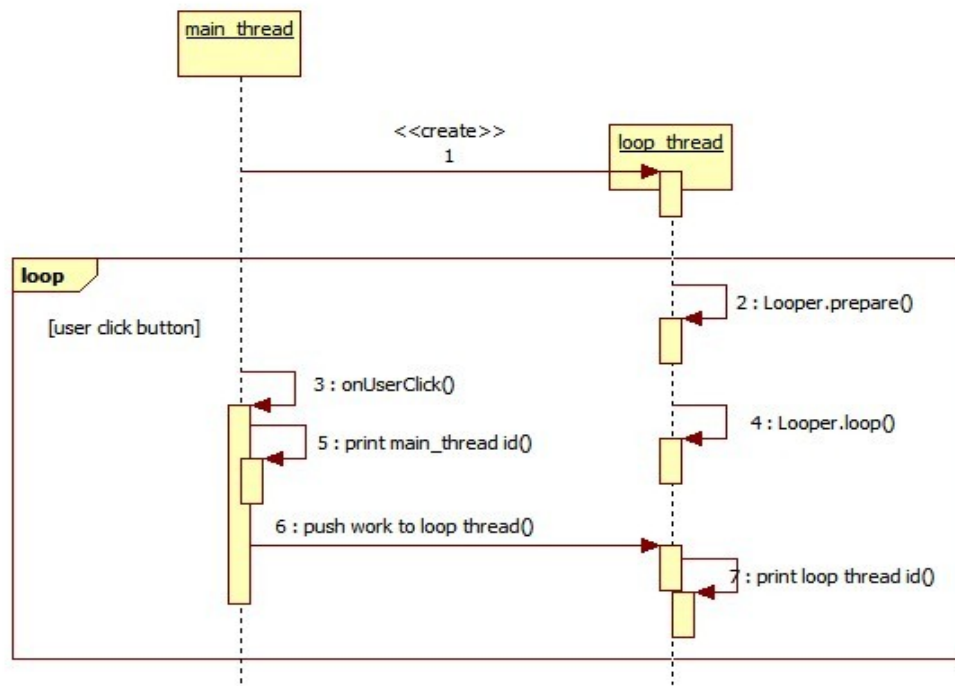 main_thread
<<create>>
1
loop_thread
loop
[user click button]
2 : Looper.prepare()
3 : onUserClick()
4 : Looper.loop()
5 : print main_thread id()
6 : push work to loop thread()
7 : print loop thread id()